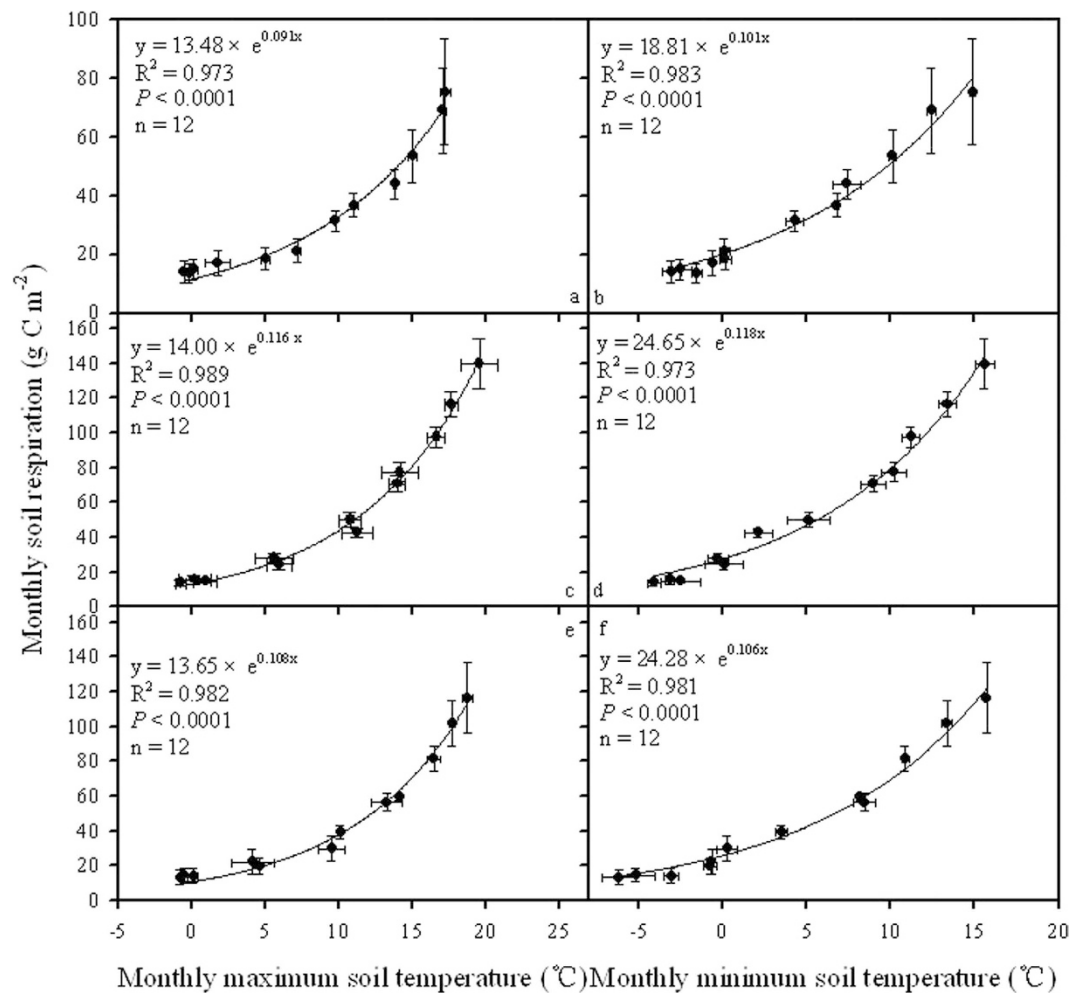 Monthly soil respiration (g C m⁻²)
100
80
60
40
20
0
y = 13.48 × e^0.091x
R² = 0.973
P < 0.0001
n = 12
a
y = 18.81 × e^0.101x
R² = 0.983
P < 0.0001
n = 12
b
160
140
120
100
80
60
40
20
0
y = 14.00 × e^0.116 x
R² = 0.989
P < 0.0001
n = 12
c
y = 24.65 × e^0.118x
R² = 0.973
P < 0.0001
n = 12
d
160
140
120
100
80
60
40
20
0
e
y = 13.65 × e^0.108x
R² = 0.982
P < 0.0001
n = 12
f
y = 24.28 × e^0.106x
R² = 0.981
P < 0.0001
n = 12
-5 0 5 10 15 20 25
-5 0 5 10 15 20
Monthly maximum soil temperature (℃)
Monthly minimum soil temperature (℃)